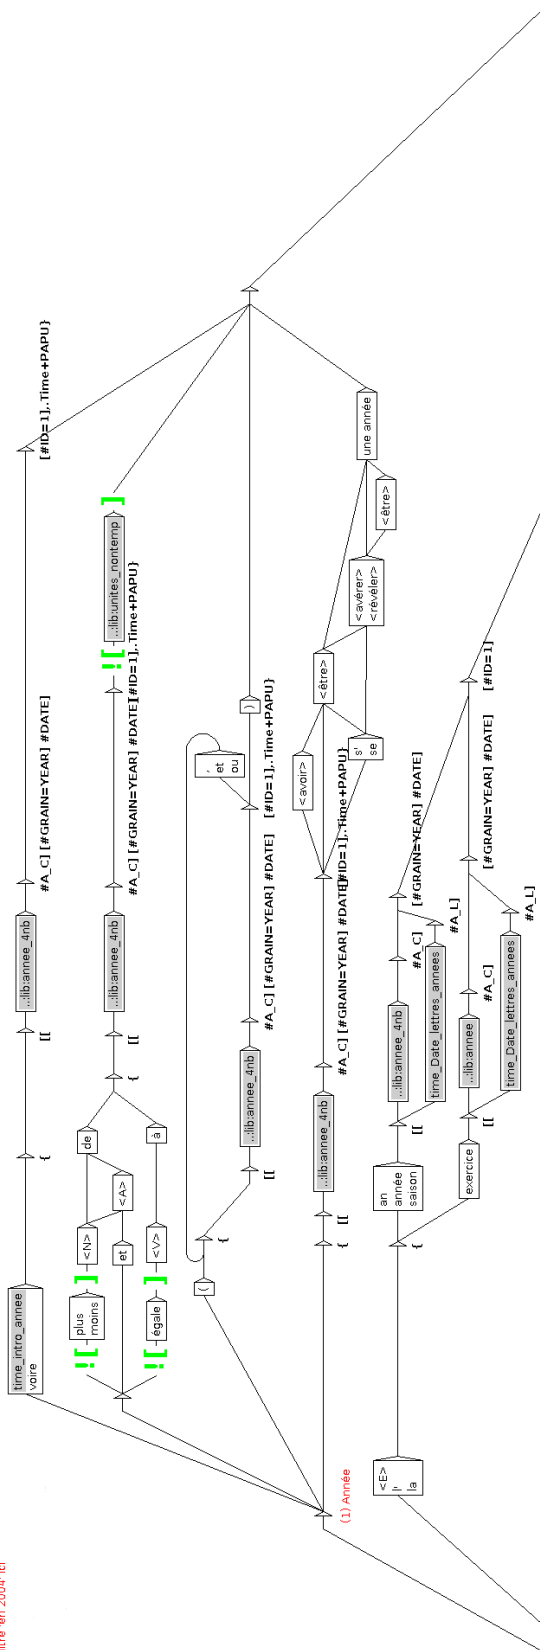 time_intro_annee
voire
{
[[
...:lib:annee_4nb
#A_C] [#GRAIN=YEAR] #DATE]
[#ID=1],.Time+PAPU}
![
plus
moins
]
<N>
de
<A>
et
![
égale
]
<V>
à
{
[[
...:lib:annee_4nb
#A_C] [#GRAIN=YEAR] #DATE]
[#ID=1],.Time+PAPU}
![
...:lib:unites_nontemp
]
(
{
[[
...:lib:annee_4nb
#A_C] [#GRAIN=YEAR] #DATE]
[#ID=1],.Time+PAPU}
,
et
ou
)
(1) Année
{
[[
...:lib:annee_4nb
#A_C] [#GRAIN=YEAR] #DATE]
[#ID=1],.Time+PAPU}
<avoir>
<être>
s'
se
<avérer>
<révéler>
<être>
une année
<E>
l'
la
{
an
année
saison
[[
...:lib:annee_4nb
#A_C]
time_Date_lettres_annees
#A_L]
[#GRAIN=YEAR] #DATE]
exercice
[[
...:lib:annee
#A_C]
time_Date_lettres_annees
#A_L]
[#GRAIN=YEAR] #DATE]
[#ID=1]
2004' ici